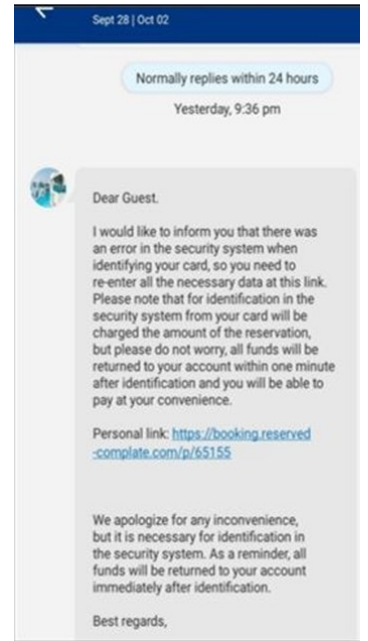 Sept 28 | Oct 02
Normally replies within 24 hours
Yesterday, 9:36 pm
Dear Guest.
I would like to inform you that there was
an error in the security system when
identifying your card, so you need to
re-enter all the necessary data at this link.
Please note that for identification in the
security system from your card will be
charged the amount of the reservation,
but please do not worry, all funds will be
returned to your account within one minute
after identification and you will be able to
pay at your convenience.
Personal link: https://booking.reserved
-complate.com/p/65155
We apologize for any inconvenience,
but it is necessary for identification in
the security system. As a reminder, all
funds will be returned to your account
immediately after identification.
Best regards,